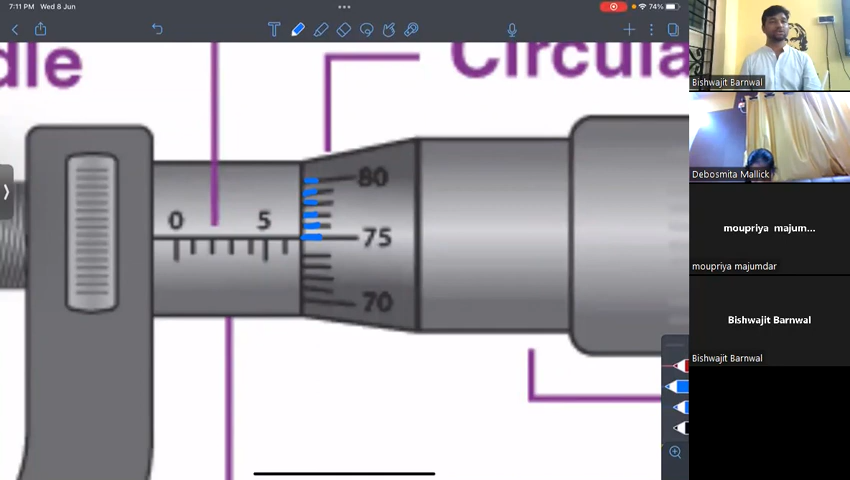 7:11 PM Wed 8 Jun
74%
T
dle
Circula
80
0 5
75
70
Bishwajit Barnwal
Debosmita Mallick
moupriya majum...
moupriya majumdar
Bishwajit Barnwal
Bishwajit Barnwal